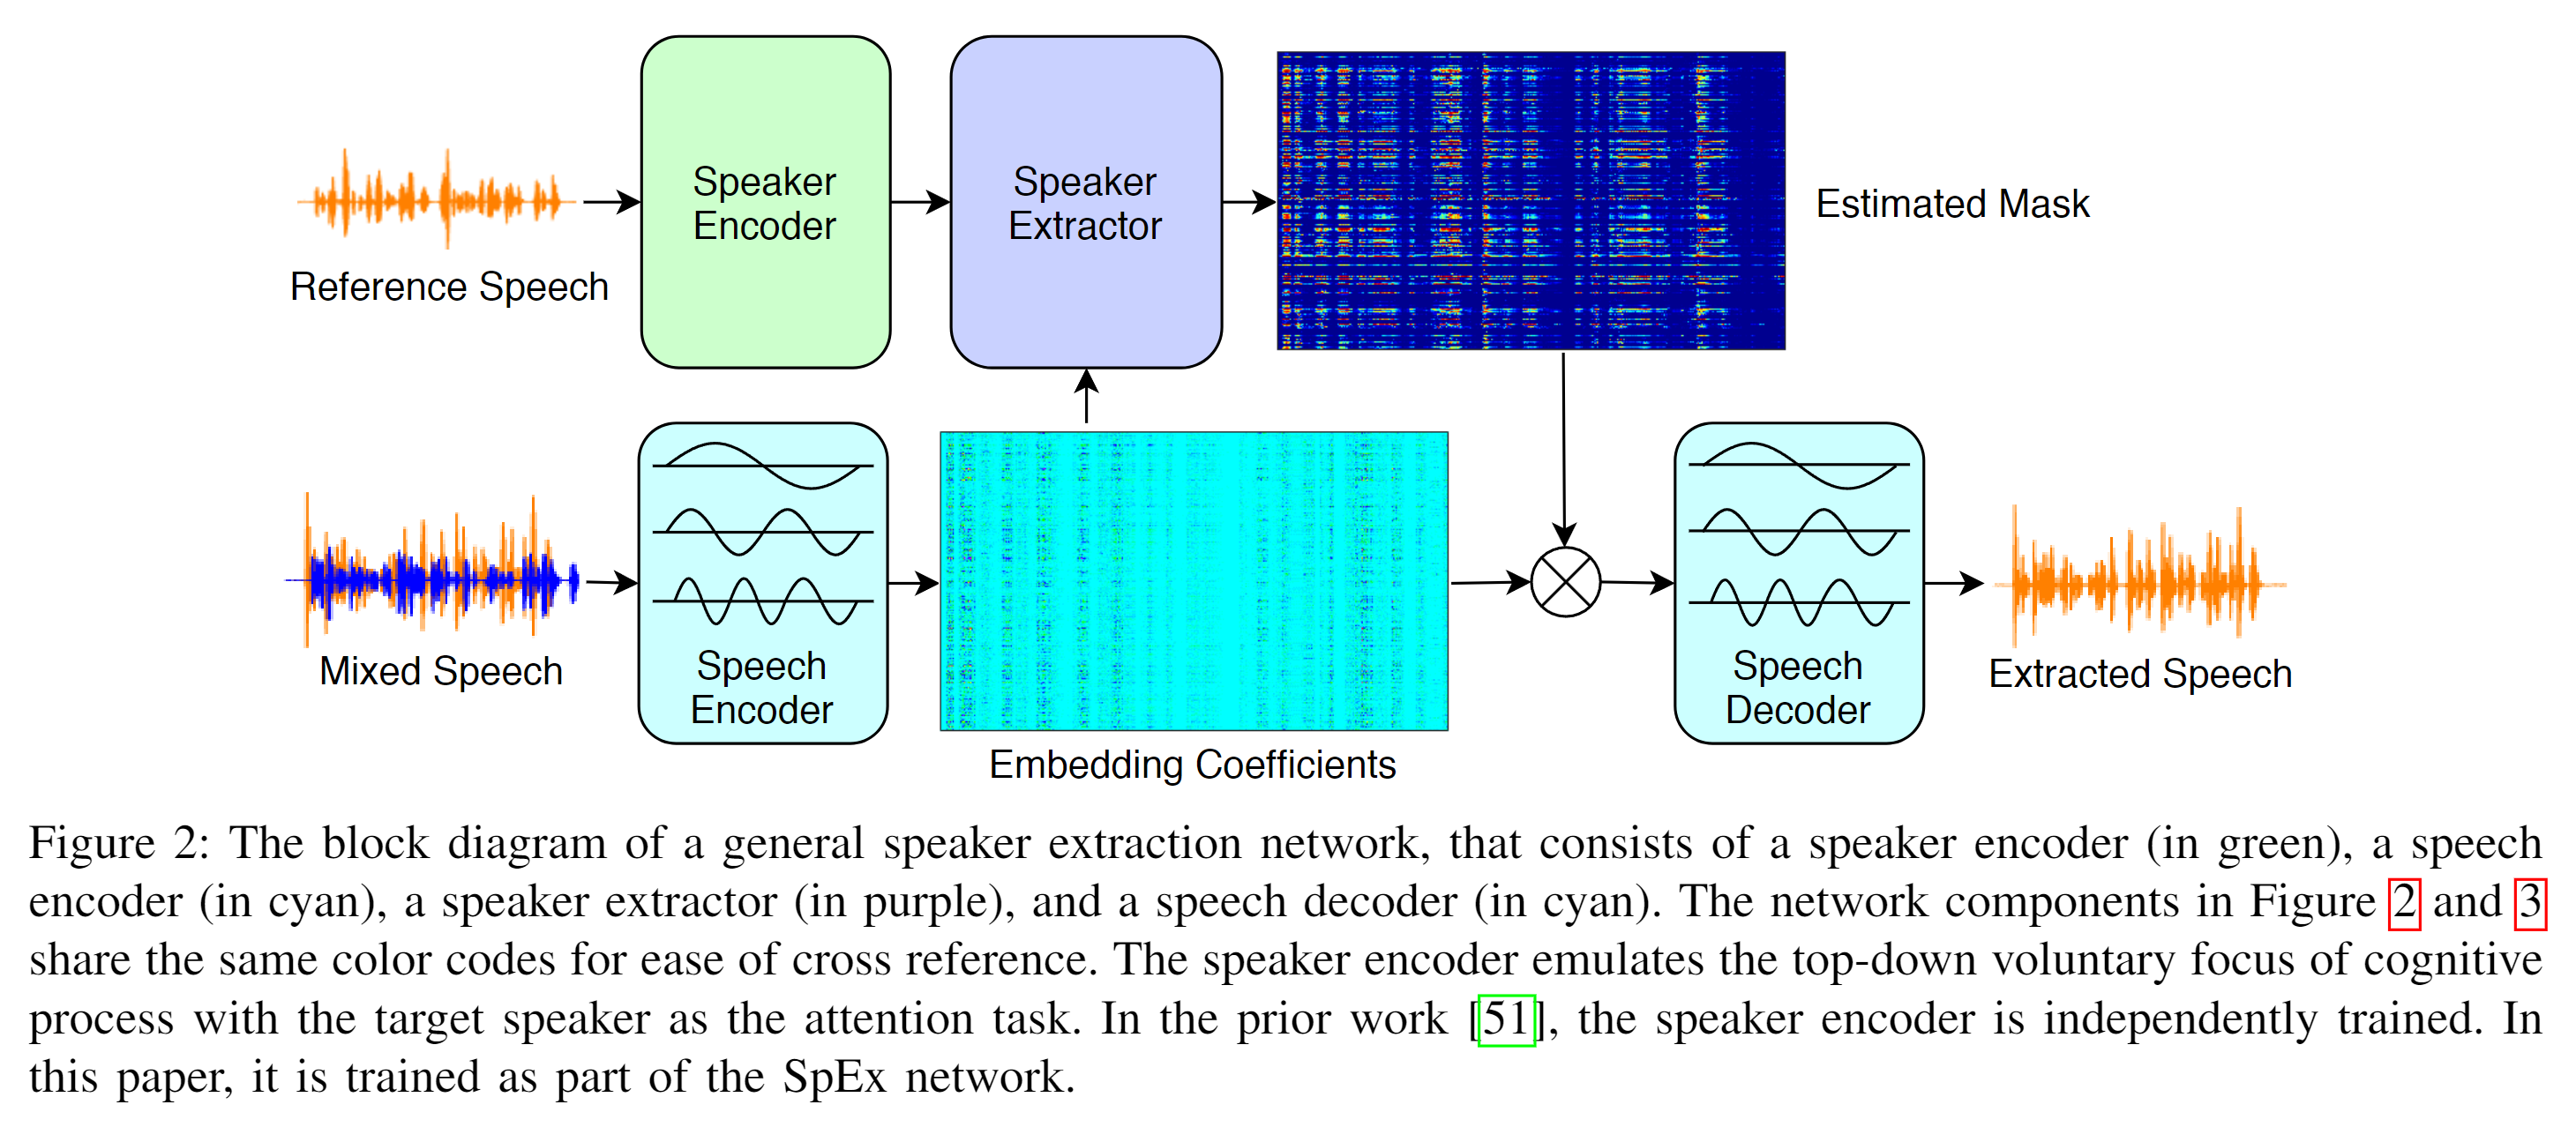 Speaker
Encoder
Speaker
Extractor
Estimated Mask
Reference Speech
Mixed Speech
Speech
Encoder
Embedding Coefficients
Speech
Decoder
Extracted Speech
Figure 2: The block diagram of a general speaker extraction network, that consists of a speaker encoder (in green), a speech
encoder (in cyan), a speaker extractor (in purple), and a speech decoder (in cyan). The network components in Figure 2 and 3
share the same color codes for ease of cross reference. The speaker encoder emulates the top-down voluntary focus of cognitive
process with the target speaker as the attention task. In the prior work [51], the speaker encoder is independently trained. In
this paper, it is trained as part of the SpEx network.